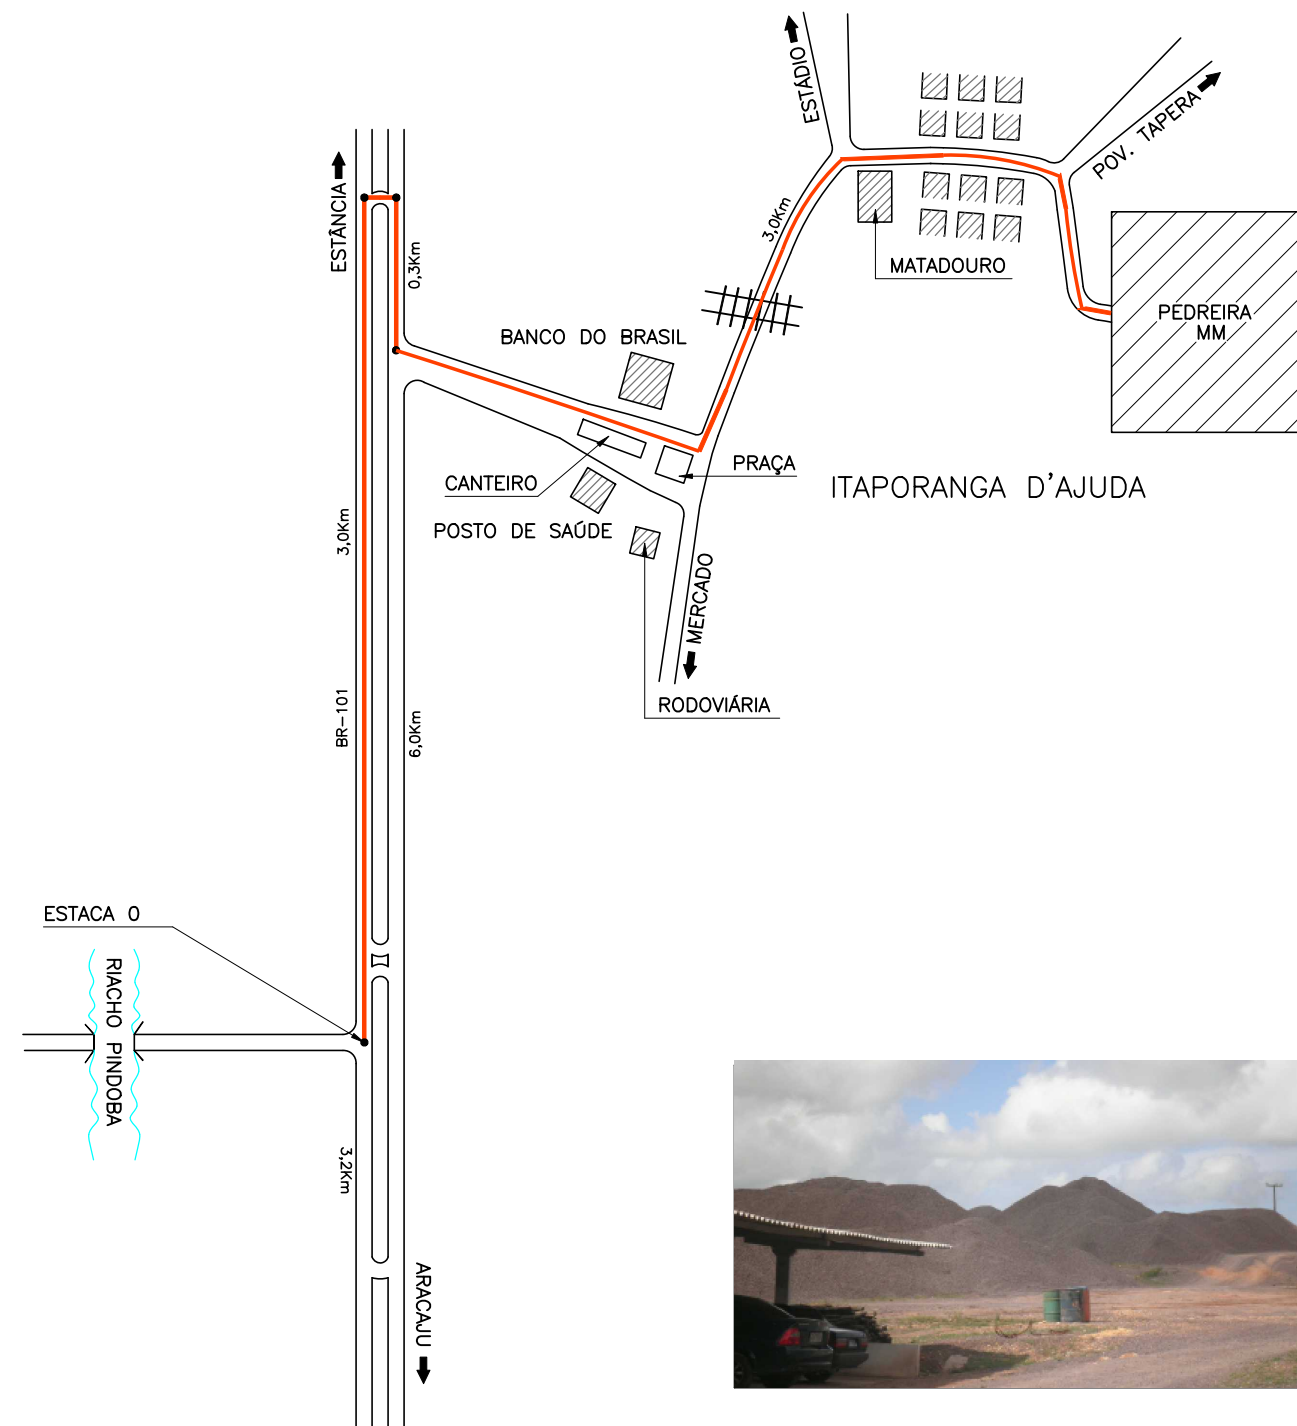 ESTÁDIO
POV. TAPERA
ESTÂNCIA
3,0Km
0,3Km
MATADOURO
PEDREIRA
MM
BANCO DO BRASIL
PRAÇA
CANTEIRO
ITAPORANGA D'AJUDA
POSTO DE SAÚDE
3,0Km
MERCADO
RODOVIÁRIA
BR-101
6,0Km
ESTACA 0
RIACHO PINDOBA
3,2Km
ARACAJU